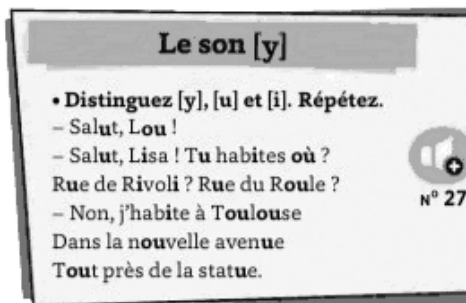 Le son [y]
• Distinguez [y], [u] et [i]. Répétez.
– Salut, Lou !
– Salut, Lisa ! Tu habites où ?
Rue de Rivoli ? Rue du Roule ?
– Non, j'habite à Toulouse
Dans la nouvelle avenue
Tout près de la statue.
N° 27